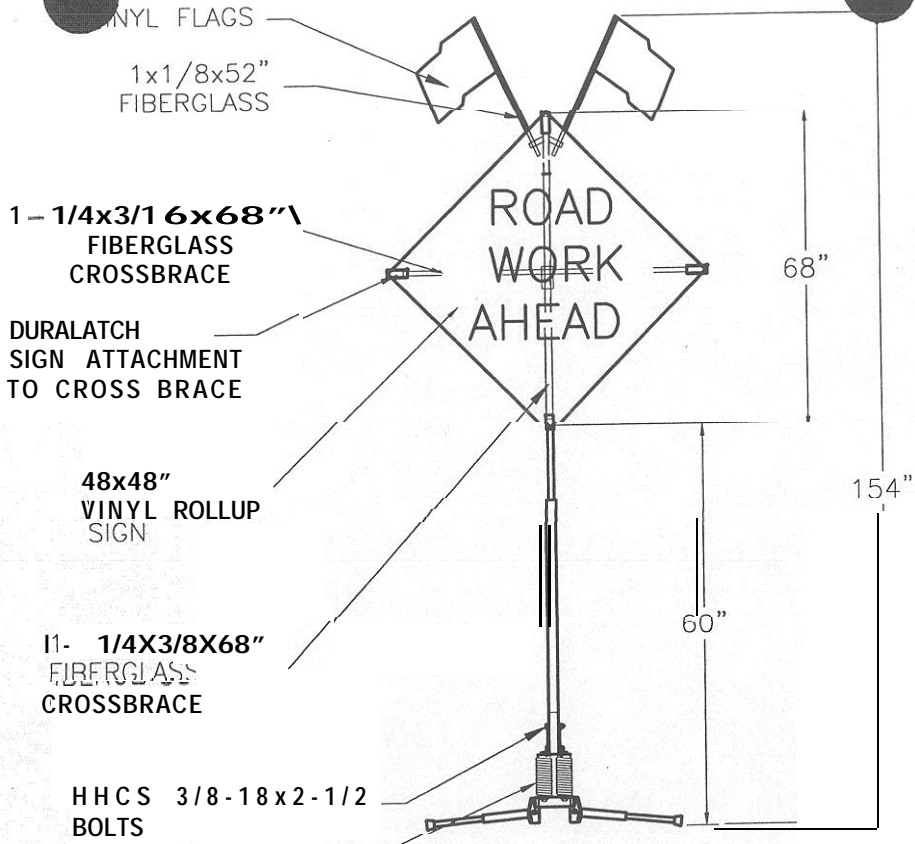 VINYL FLAGS
1x1/8x52"
FIBERGLASS
1-1/4x3/16x68"\
FIBERGLASS
CROSSBRACE
DURALATCH
SIGN ATTACHMENT
TO CROSS BRACE
48x48"
VINYL ROLLUP
SIGN
I1- 1/4X3/8X68"
FIBERGLASS
CROSSBRACE
HHCS 3/8-18x2-1/2
BOLTS
ROAD
WORK
AHEAD
68"
60"
154"